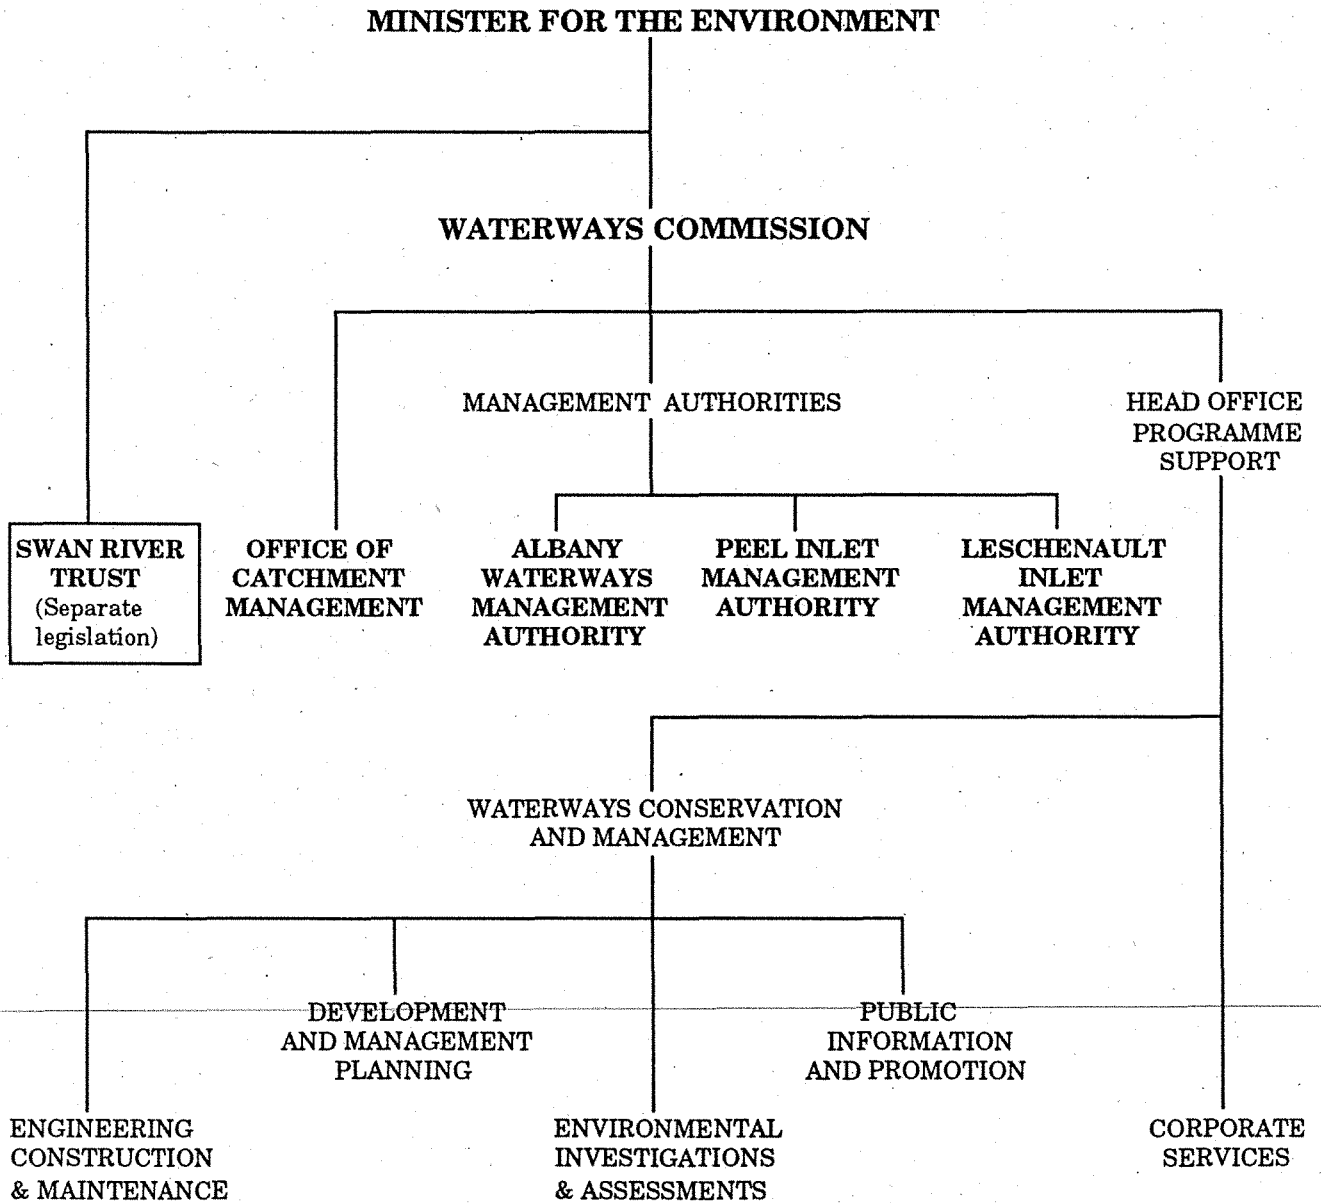 MINISTER FOR THE ENVIRONMENT
WATERWAYS COMMISSION
MANAGEMENT AUTHORITIES
HEAD OFFICE
PROGRAMME
SUPPORT
SWAN RIVER
TRUST
(Separate
legislation)
OFFICE OF
CATCHMENT
MANAGEMENT
ALBANY
WATERWAYS
MANAGEMENT
AUTHORITY
PEEL INLET
MANAGEMENT
AUTHORITY
LESCHENAULT
INLET
MANAGEMENT
AUTHORITY
WATERWAYS CONSERVATION
AND MANAGEMENT
DEVELOPMENT
AND MANAGEMENT
PLANNING
PUBLIC
INFORMATION
AND PROMOTION
ENGINEERING
CONSTRUCTION
& MAINTENANCE
ENVIRONMENTAL
INVESTIGATIONS
& ASSESSMENTS
CORPORATE
SERVICES